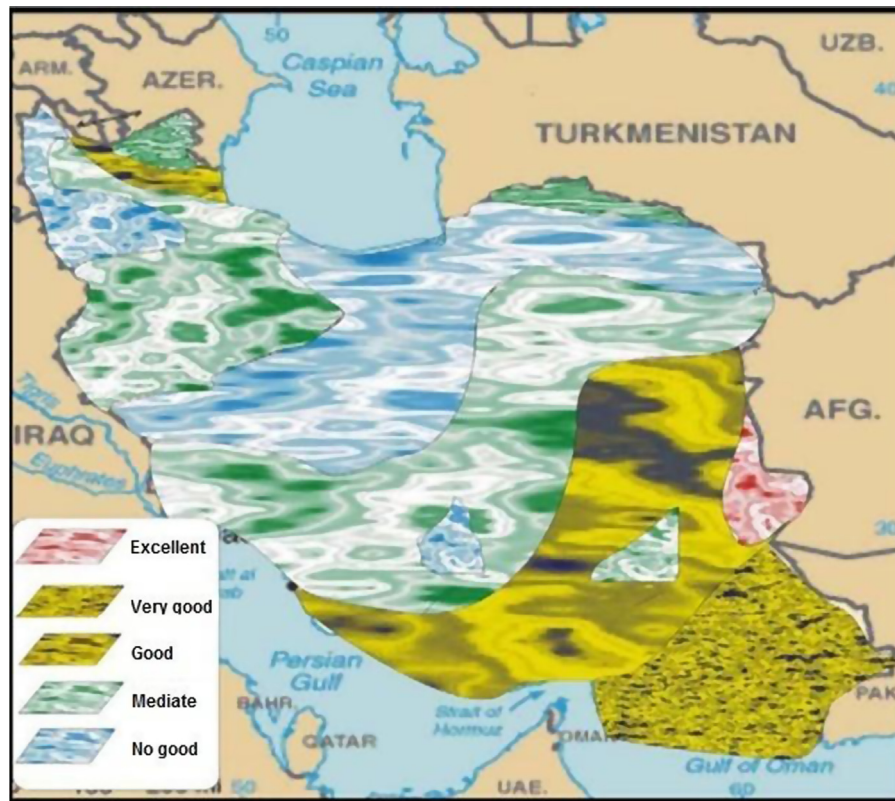 50
UZB.
ARM.
AZER.
Caspian
Sea
40
TURKMENISTAN
AFG.
IRAQ
Euphrates
30
Excellent
Very good
Good
Mediate
No good
Persian
Gulf
BAHR.
QATAR
Strait of
Hormuz
OMAN
UAE.
PAK
Gulf of Oman
50
60